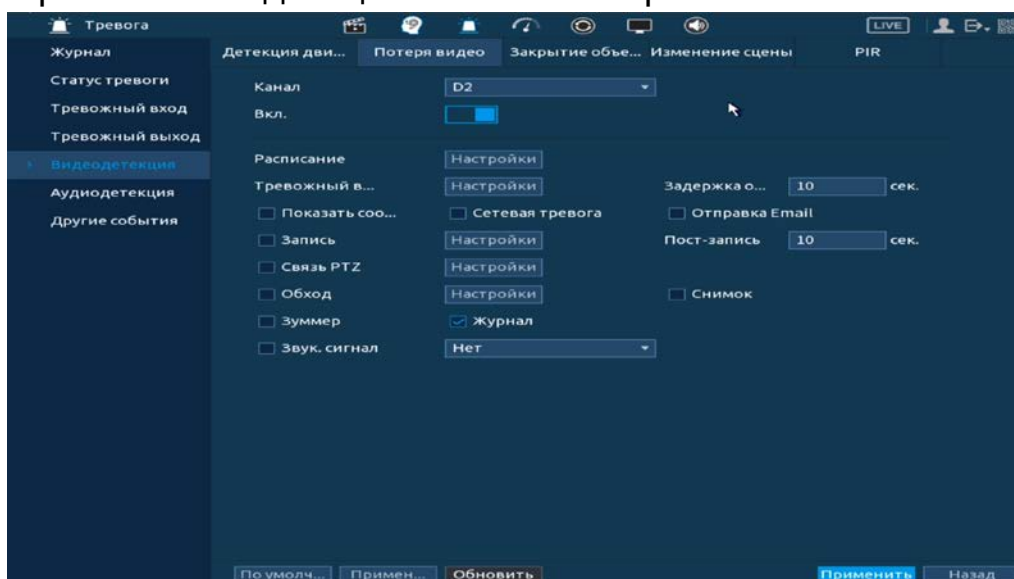 Тревога LIVE
Журнал
Статус тревоги
Тревожный вход
Тревожный выход
Видеодетекция
Аудиодетекция
Другие события
Детекция дви... Потеря видео Закрытие объе... Изменение сцены PIR
Канал D2
Вкл.
Расписание Настройки
Тревожный в... Настройки Задержка о... 10 сек.
Показать соо... Сетевая тревога Отправка Email
Запись Настройки Пост-запись 10 сек.
Связь PTZ Настройки
Обход Настройки Снимок
Зуммер Журнал
Звук. сигнал Нет
По умолч... Примен... Обновить Применить Назад